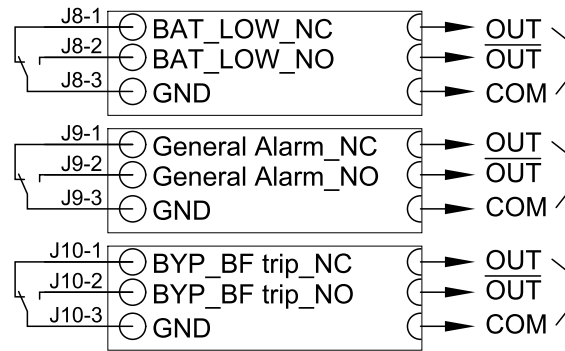 J8-1 BAT_LOW_NC OUT
J8-2 BAT_LOW_NO OUT
J8-3 GND COM
J9-1 General Alarm_NC OUT
J9-2 General Alarm_NO OUT
J9-3 GND COM
J10-1 BYP_BF trip_NC OUT
J10-2 BYP_BF trip_NO OUT
J10-3 GND COM